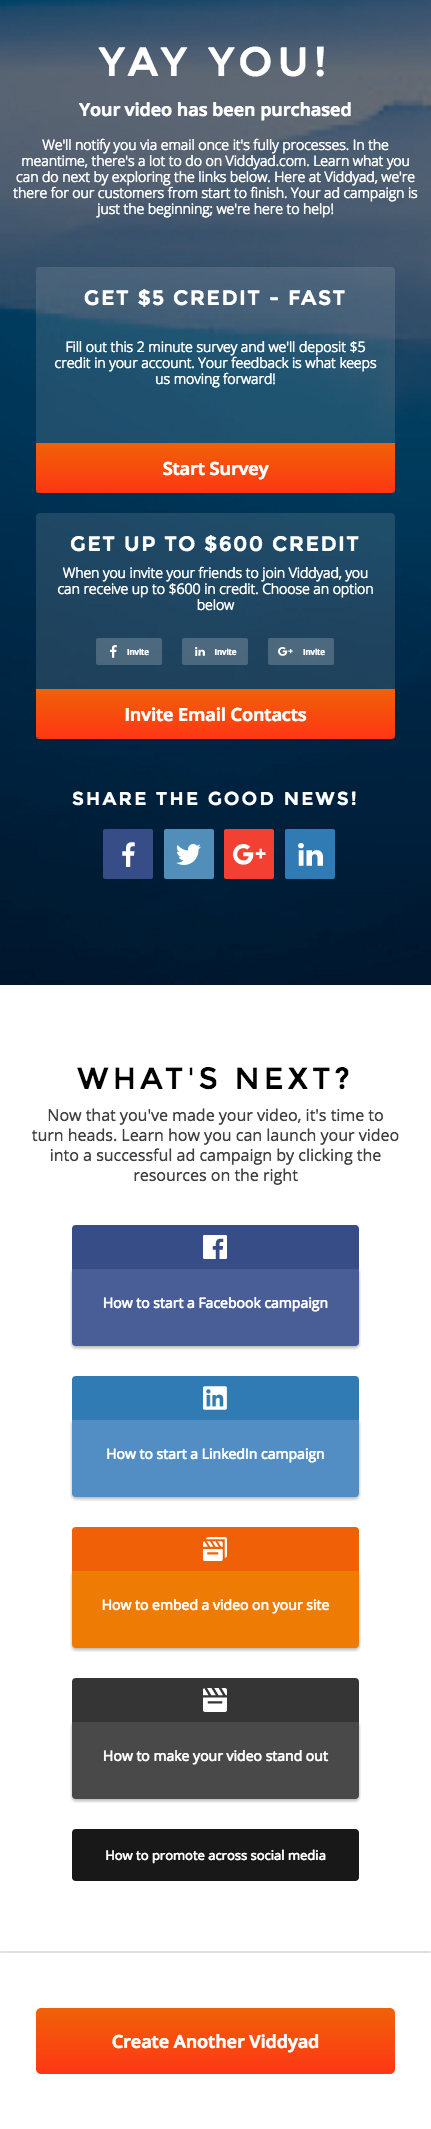 YAY YOU!
Your video has been purchased
We'll notify you via email once it's fully processes. In the
meantime, there's a lot to do on Viddyad.com. Learn what you
can do next by exploring the links below. Here at Viddyad, we're
there for our customers from start to finish. Your ad campaign is
just the beginning; we're here to help!
GET $5 CREDIT - FAST
Fill out this 2 minute survey and we'll deposit $5
credit in your account. Your feedback is what keeps
us moving forward!
Start Survey
GET UP TO $600 CREDIT
When you invite your friends to join Viddyad, you
can receive up to $600 in credit. Choose an option
below
f Invite in Invite G+ Invite
Invite Email Contacts
SHARE THE GOOD NEWS!
f G+ in
WHAT'S NEXT?
Now that you've made your video, it's time to
turn heads. Learn how you can launch your video
into a successful ad campaign by clicking the
resources on the right
f
How to start a Facebook campaign
in
How to start a LinkedIn campaign
How to embed a video on your site
How to make your video stand out
How to promote across social media
Create Another Viddyad